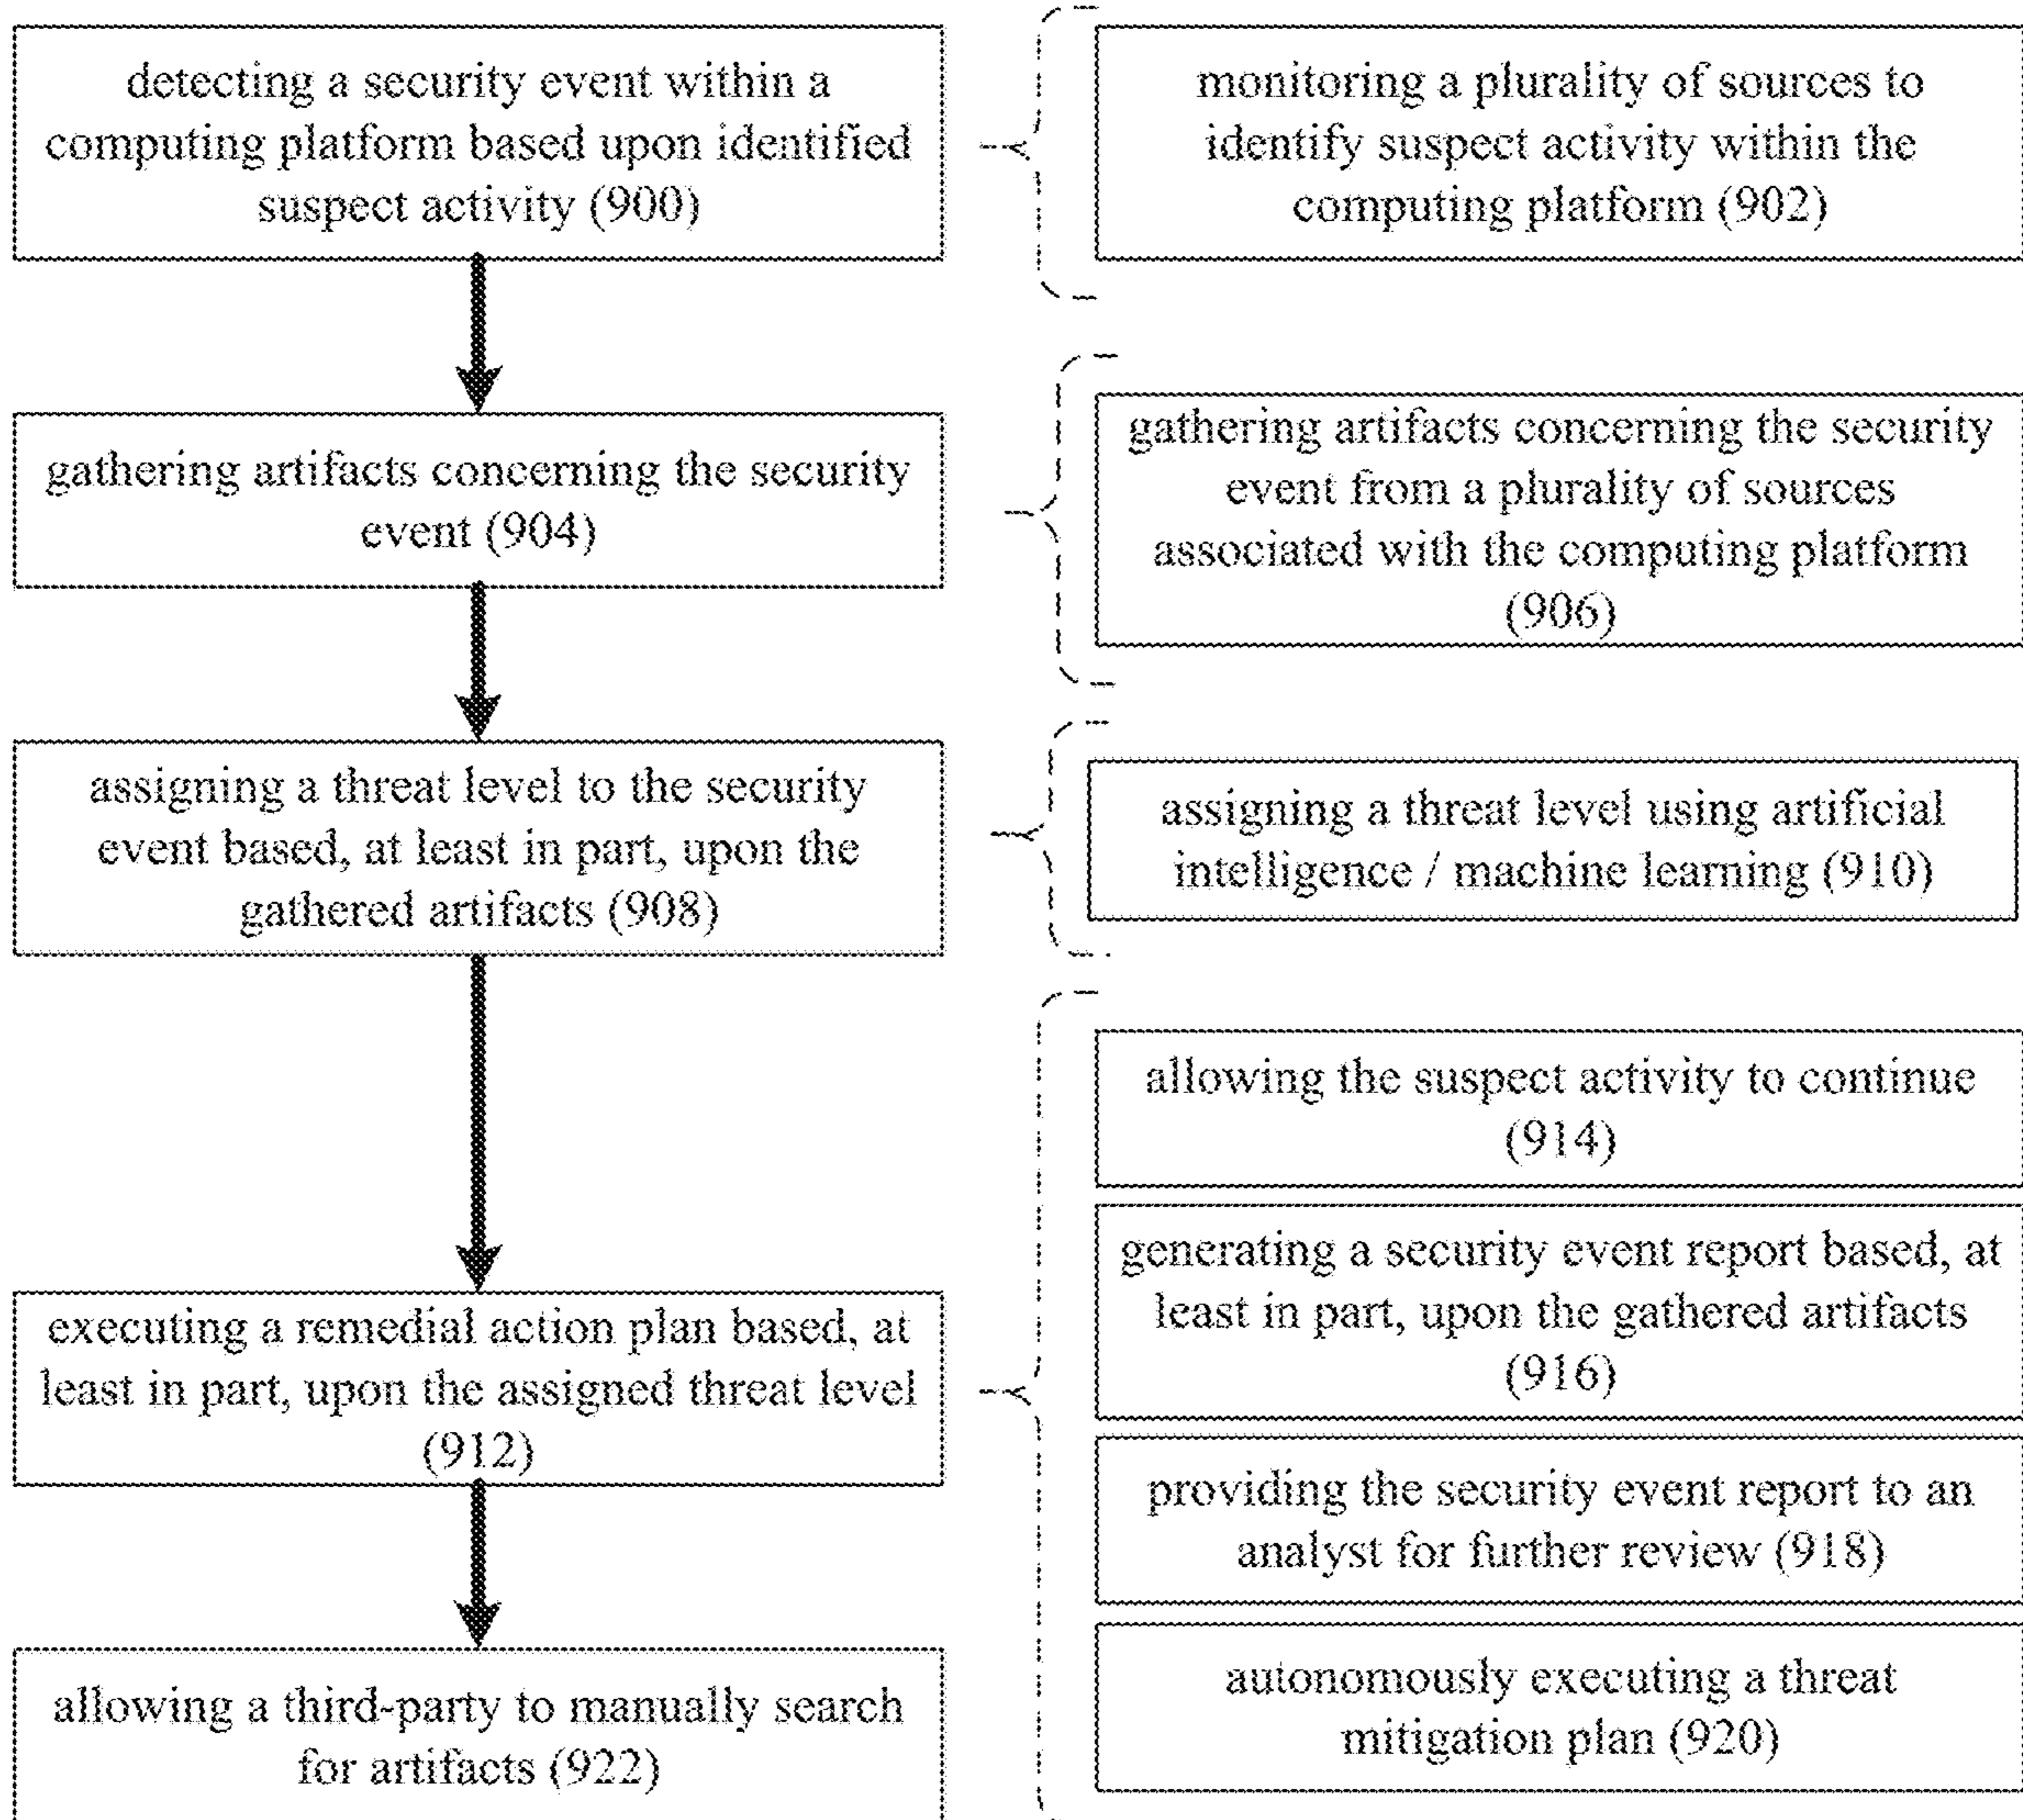 detecting a security event within a
computing platform based upon identified
suspect activity (900)
monitoring a plurality of sources to
identify suspect activity within the
computing platform (902)
gathering artifacts concerning the security
event (904)
gathering artifacts concerning the security
event from a plurality of sources
associated with the computing platform
(906)
assigning a threat level to the security
event based, at least in part, upon the
gathered artifacts (908)
assigning a threat level using artificial
intelligence / machine learning (910)
executing a remedial action plan based, at
least in part, upon the assigned threat level
(912)
allowing the suspect activity to continue
(914)
generating a security event report based, at
least in part, upon the gathered artifacts
(916)
providing the security event report to an
analyst for further review (918)
autonomously executing a threat
mitigation plan (920)
allowing a third-party to manually search
for artifacts (922)